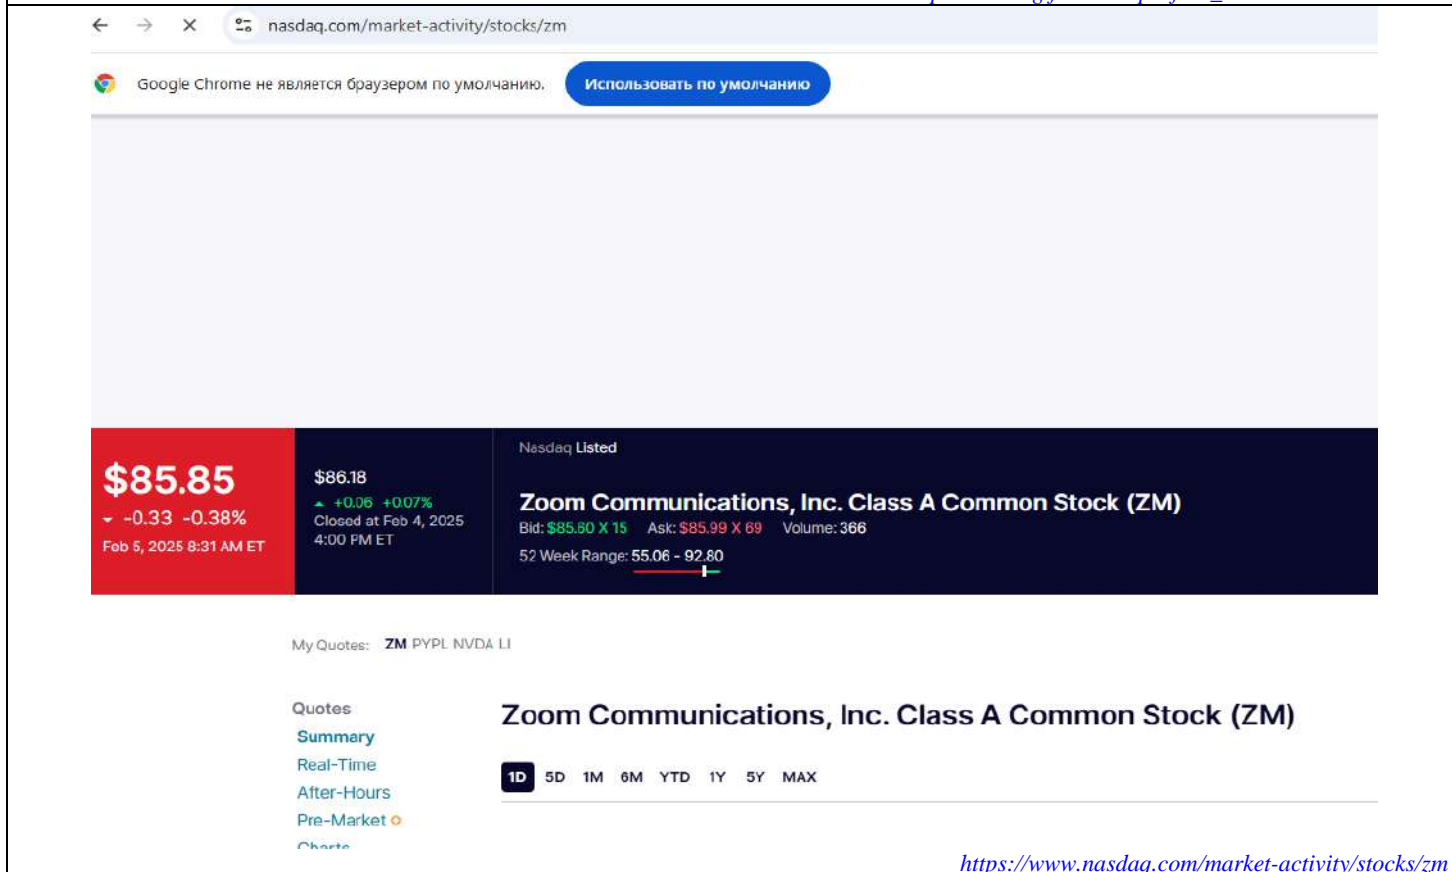 nasdaq.com/market-activity/stocks/zm
Google Chrome не является браузером по умолчанию.
Использовать по умолчанию
Nasdaq Listed
$85.85
-0.33 -0.38%
Feb 5, 2025 8:31 AM ET
$86.18
+0.06 +0.07%
Closed at Feb 4, 2025
4:00 PM ET
Zoom Communications, Inc. Class A Common Stock (ZM)
Bid: $85.60 X 15 Ask: $85.99 X 69 Volume: 366
52 Week Range: 55.06 - 92.80
My Quotes: ZM PYPL NVDA LI
Quotes
Summary
Real-Time
After-Hours
Pre-Market
Charts
Zoom Communications, Inc. Class A Common Stock (ZM)
1D 5D 1M 6M YTD 1Y 5Y MAX
https://www.nasdaq.com/market-activity/stocks/zm